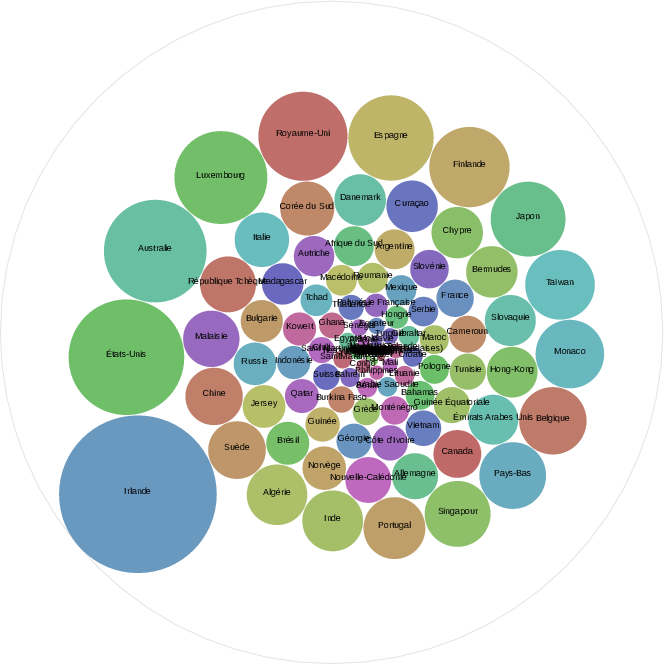 Royaume-Uni
Espagne
Finlande
Luxembourg
Danemark
Curaçao
Corée du Sud
Japon
Chypre
Italie
Afrique du Sud
Argentine
Australie
Autriche
Slovénie
Bermudes
République Tchèque
Madagascar
Macédoine
Roumanie
Mexique
France
Taïwan
Tchad
Thaïlande
Polynésie Française
Serbie
Hongrie
Slovaquie
Bulgarie
Koweït
Ghana
Sénégal
Equateur
Cameroun
Malaisie
Gibraltar
Maroc
États-Unis
Monaco
Russie
Indonésie
Croatie
Congo
Mali
Pologne
Tunisie
Hong-Kong
Suisse
Bahreïn
Philippines
Lituanie
Arabie Saoudite
Chine
Qatar
Burkina Faso
Bahamas
Jersey
Grèce
Monténégro
Guinée Équatoriale
Émirats Arabes Unis
Belgique
Guinée
Vietnam
Brésil
Géorgie
Côte d'Ivoire
Suède
Canada
Norvège
Nouvelle-Calédonie
Allemagne
Pays-Bas
Irlande
Algérie
Inde
Portugal
Singapour